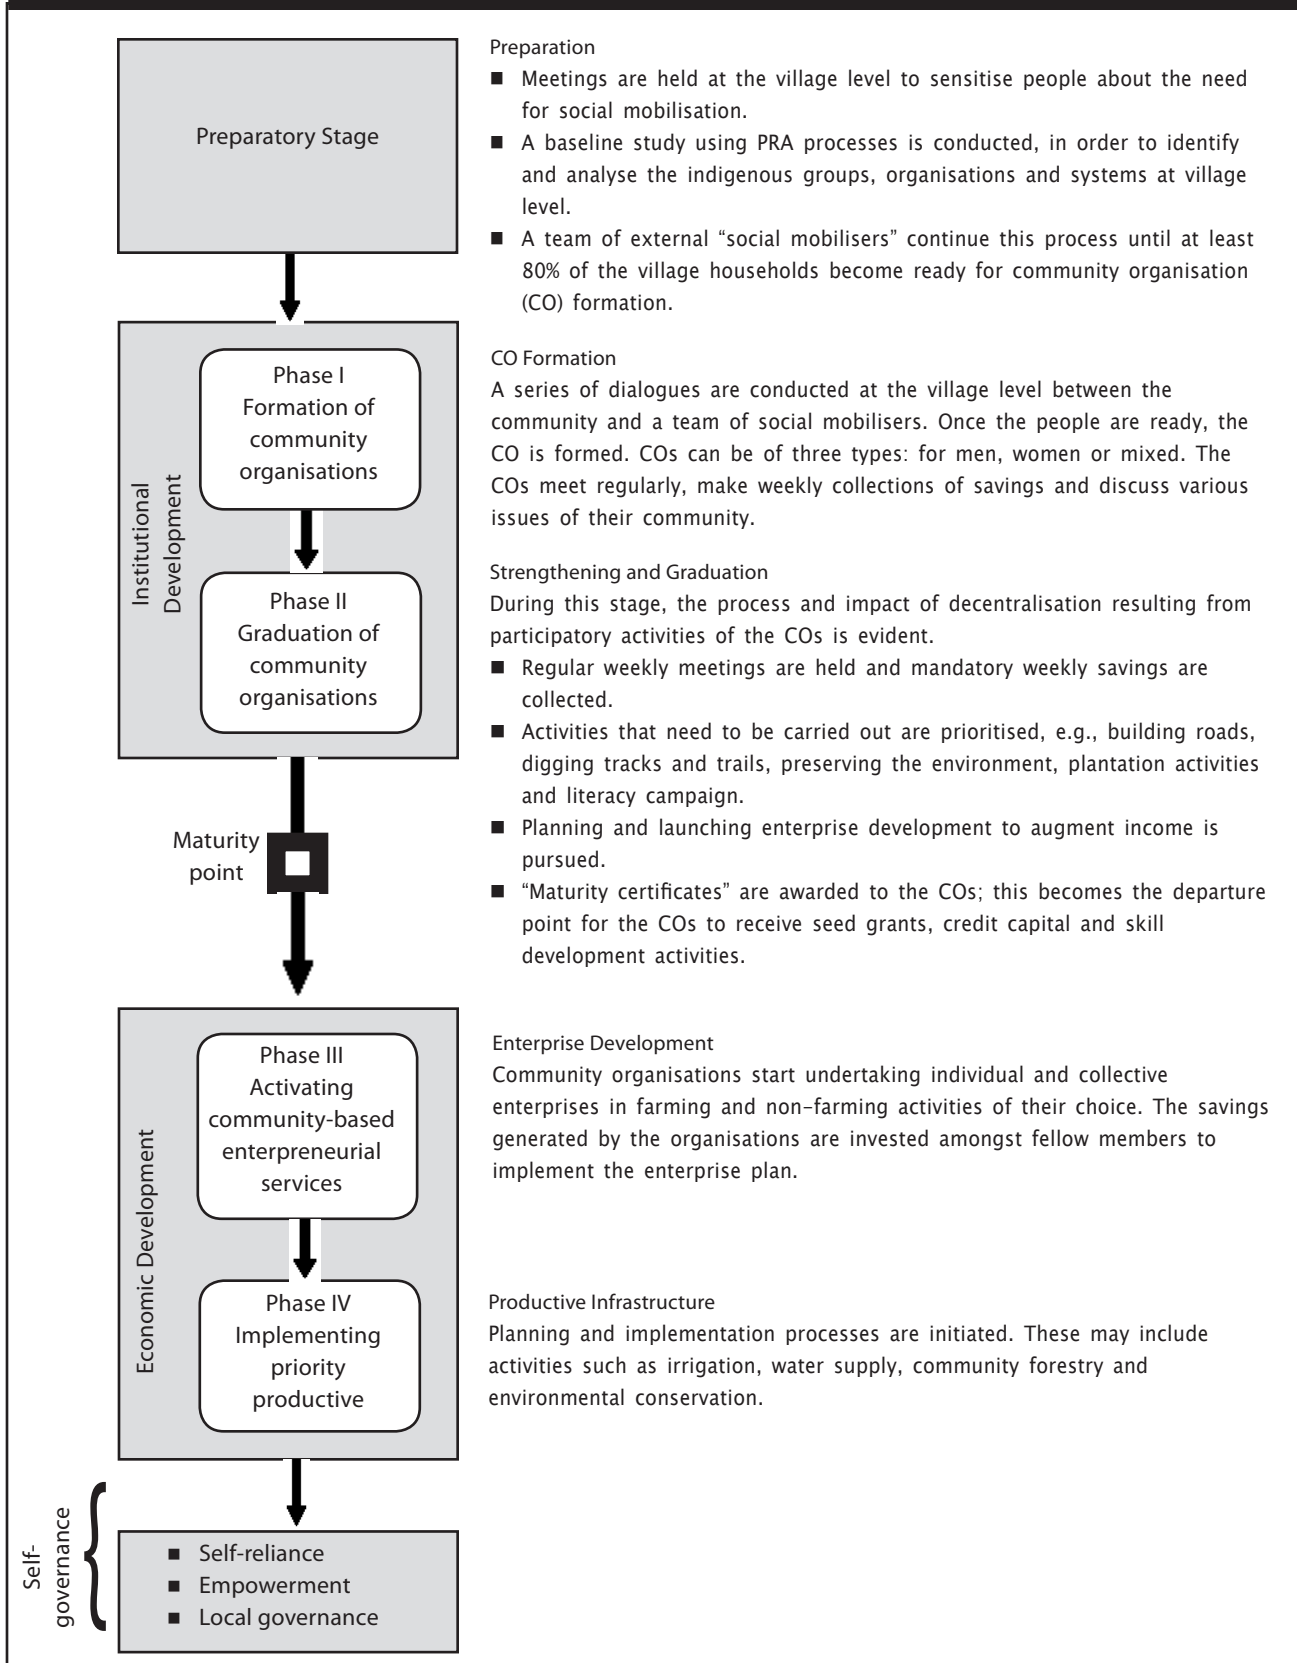 Preparatory Stage
Preparation
■ Meetings are held at the village level to sensitise people about the need
for social mobilisation.
■ A baseline study using PRA processes is conducted, in order to identify
and analyse the indigenous groups, organisations and systems at village
level.
■ A team of external “social mobilisers” continue this process until at least
80% of the village households become ready for community organisation
(CO) formation.
Institutional
Development
Phase I
Formation of
community
organisations
CO Formation
A series of dialogues are conducted at the village level between the
community and a team of social mobilisers. Once the people are ready, the
CO is formed. COs can be of three types: for men, women or mixed. The
COs meet regularly, make weekly collections of savings and discuss various
issues of their community.
Phase II
Graduation of
community
organisations
Strengthening and Graduation
During this stage, the process and impact of decentralisation resulting from
participatory activities of the COs is evident.
■ Regular weekly meetings are held and mandatory weekly savings are
collected.
■ Activities that need to be carried out are prioritised, e.g., building roads,
digging tracks and trails, preserving the environment, plantation activities
and literacy campaign.
■ Planning and launching enterprise development to augment income is
pursued.
■ “Maturity certificates” are awarded to the COs; this becomes the departure
point for the COs to receive seed grants, credit capital and skill
development activities.
Maturity
point
Economic Development
Phase III
Activating
community-based
enterpreneurial
services
Enterprise Development
Community organisations start undertaking individual and collective
enterprises in farming and non-farming activities of their choice. The savings
generated by the organisations are invested amongst fellow members to
implement the enterprise plan.
Phase IV
Implementing
priority
productive
Productive Infrastructure
Planning and implementation processes are initiated. These may include
activities such as irrigation, water supply, community forestry and
environmental conservation.
Self-
governance
■ Self-reliance
■ Empowerment
■ Local governance